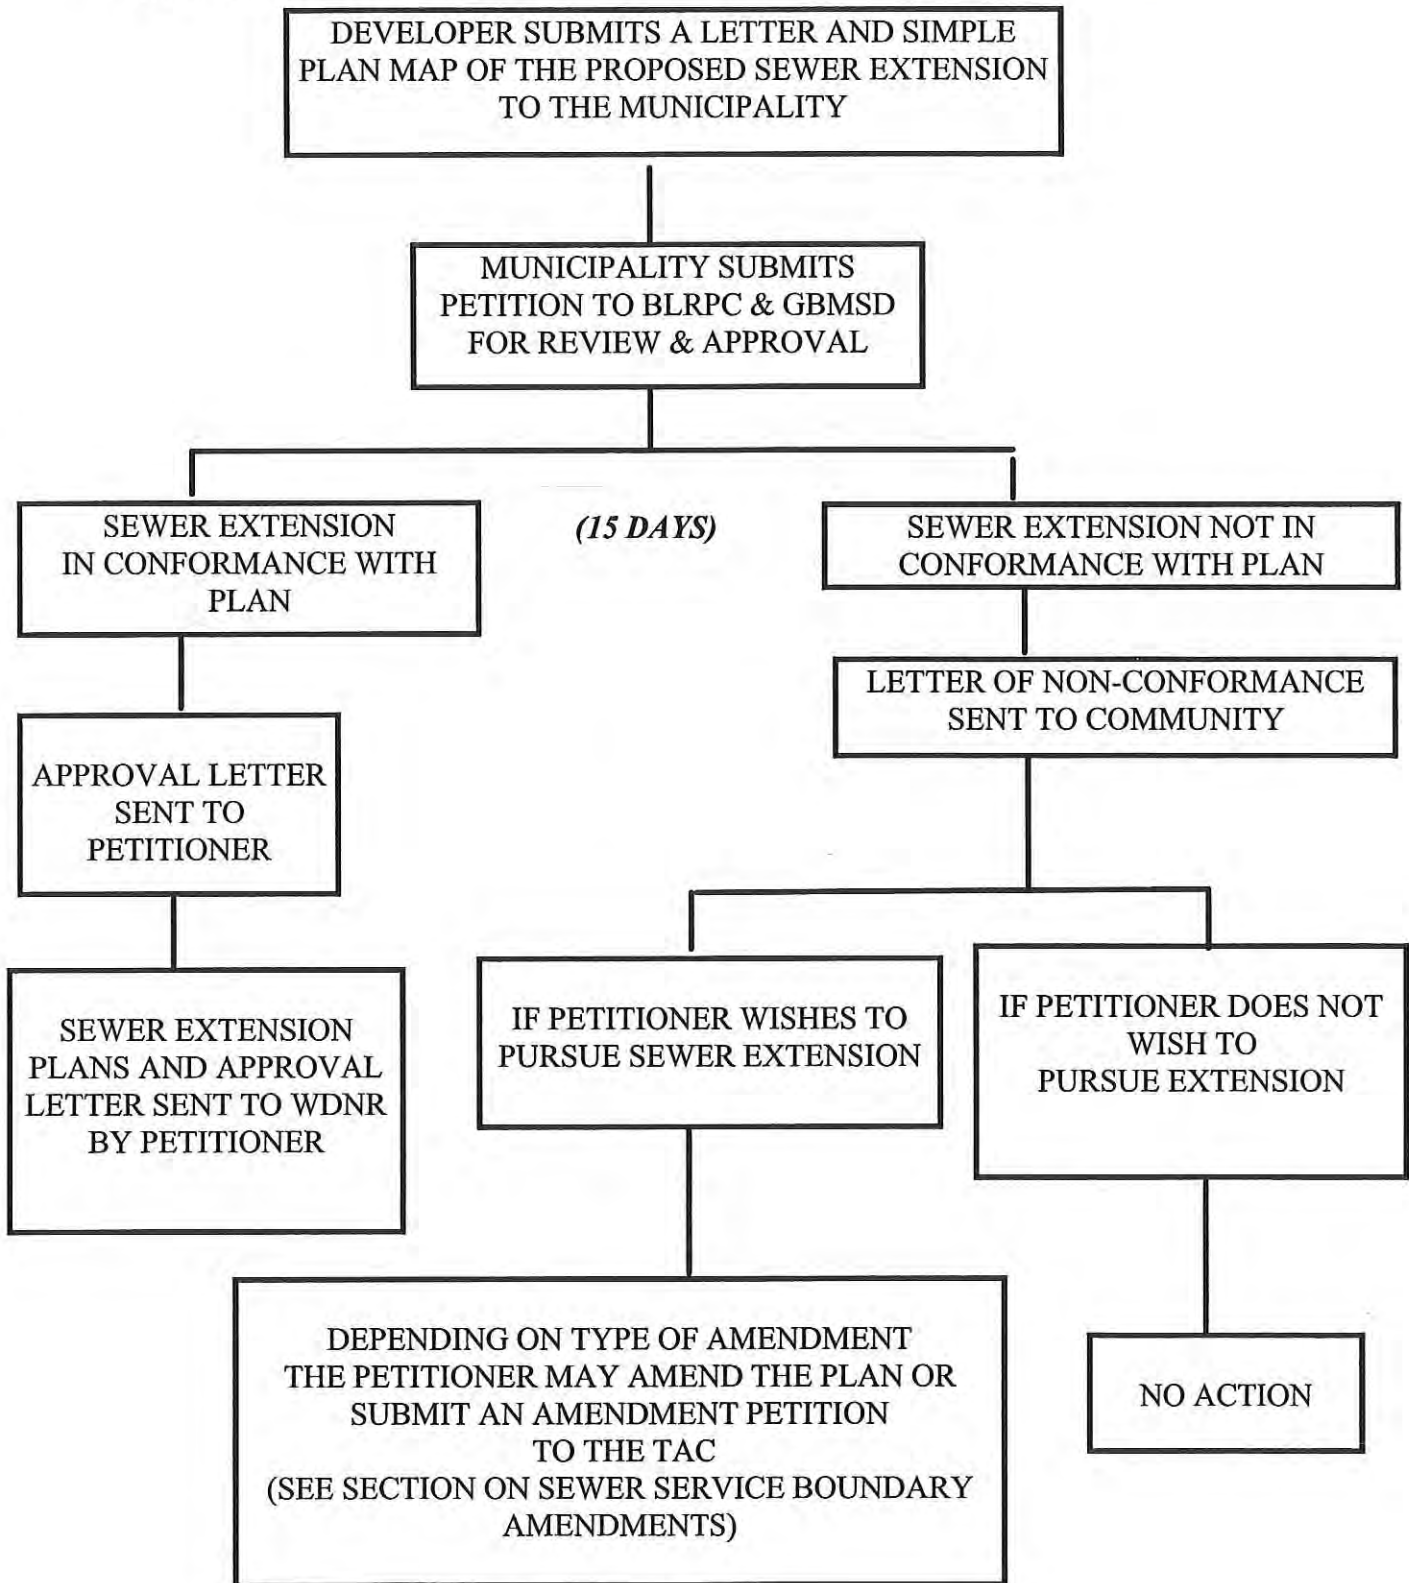 DEVELOPER SUBMITS A LETTER AND SIMPLE
PLAN MAP OF THE PROPOSED SEWER EXTENSION
TO THE MUNICIPALITY
MUNICIPALITY SUBMITS
PETITION TO BLRPC & GBMSD
FOR REVIEW & APPROVAL
SEWER EXTENSION
IN CONFORMANCE WITH
PLAN
(15 DAYS)
SEWER EXTENSION NOT IN
CONFORMANCE WITH PLAN
LETTER OF NON-CONFORMANCE
SENT TO COMMUNITY
APPROVAL LETTER
SENT TO
PETITIONER
SEWER EXTENSION
PLANS AND APPROVAL
LETTER SENT TO WDNR
BY PETITIONER
IF PETITIONER WISHES TO
PURSUE SEWER EXTENSION
IF PETITIONER DOES NOT
WISH TO
PURSUE EXTENSION
DEPENDING ON TYPE OF AMENDMENT
THE PETITIONER MAY AMEND THE PLAN OR
SUBMIT AN AMENDMENT PETITION
TO THE TAC
(SEE SECTION ON SEWER SERVICE BOUNDARY
AMENDMENTS)
NO ACTION